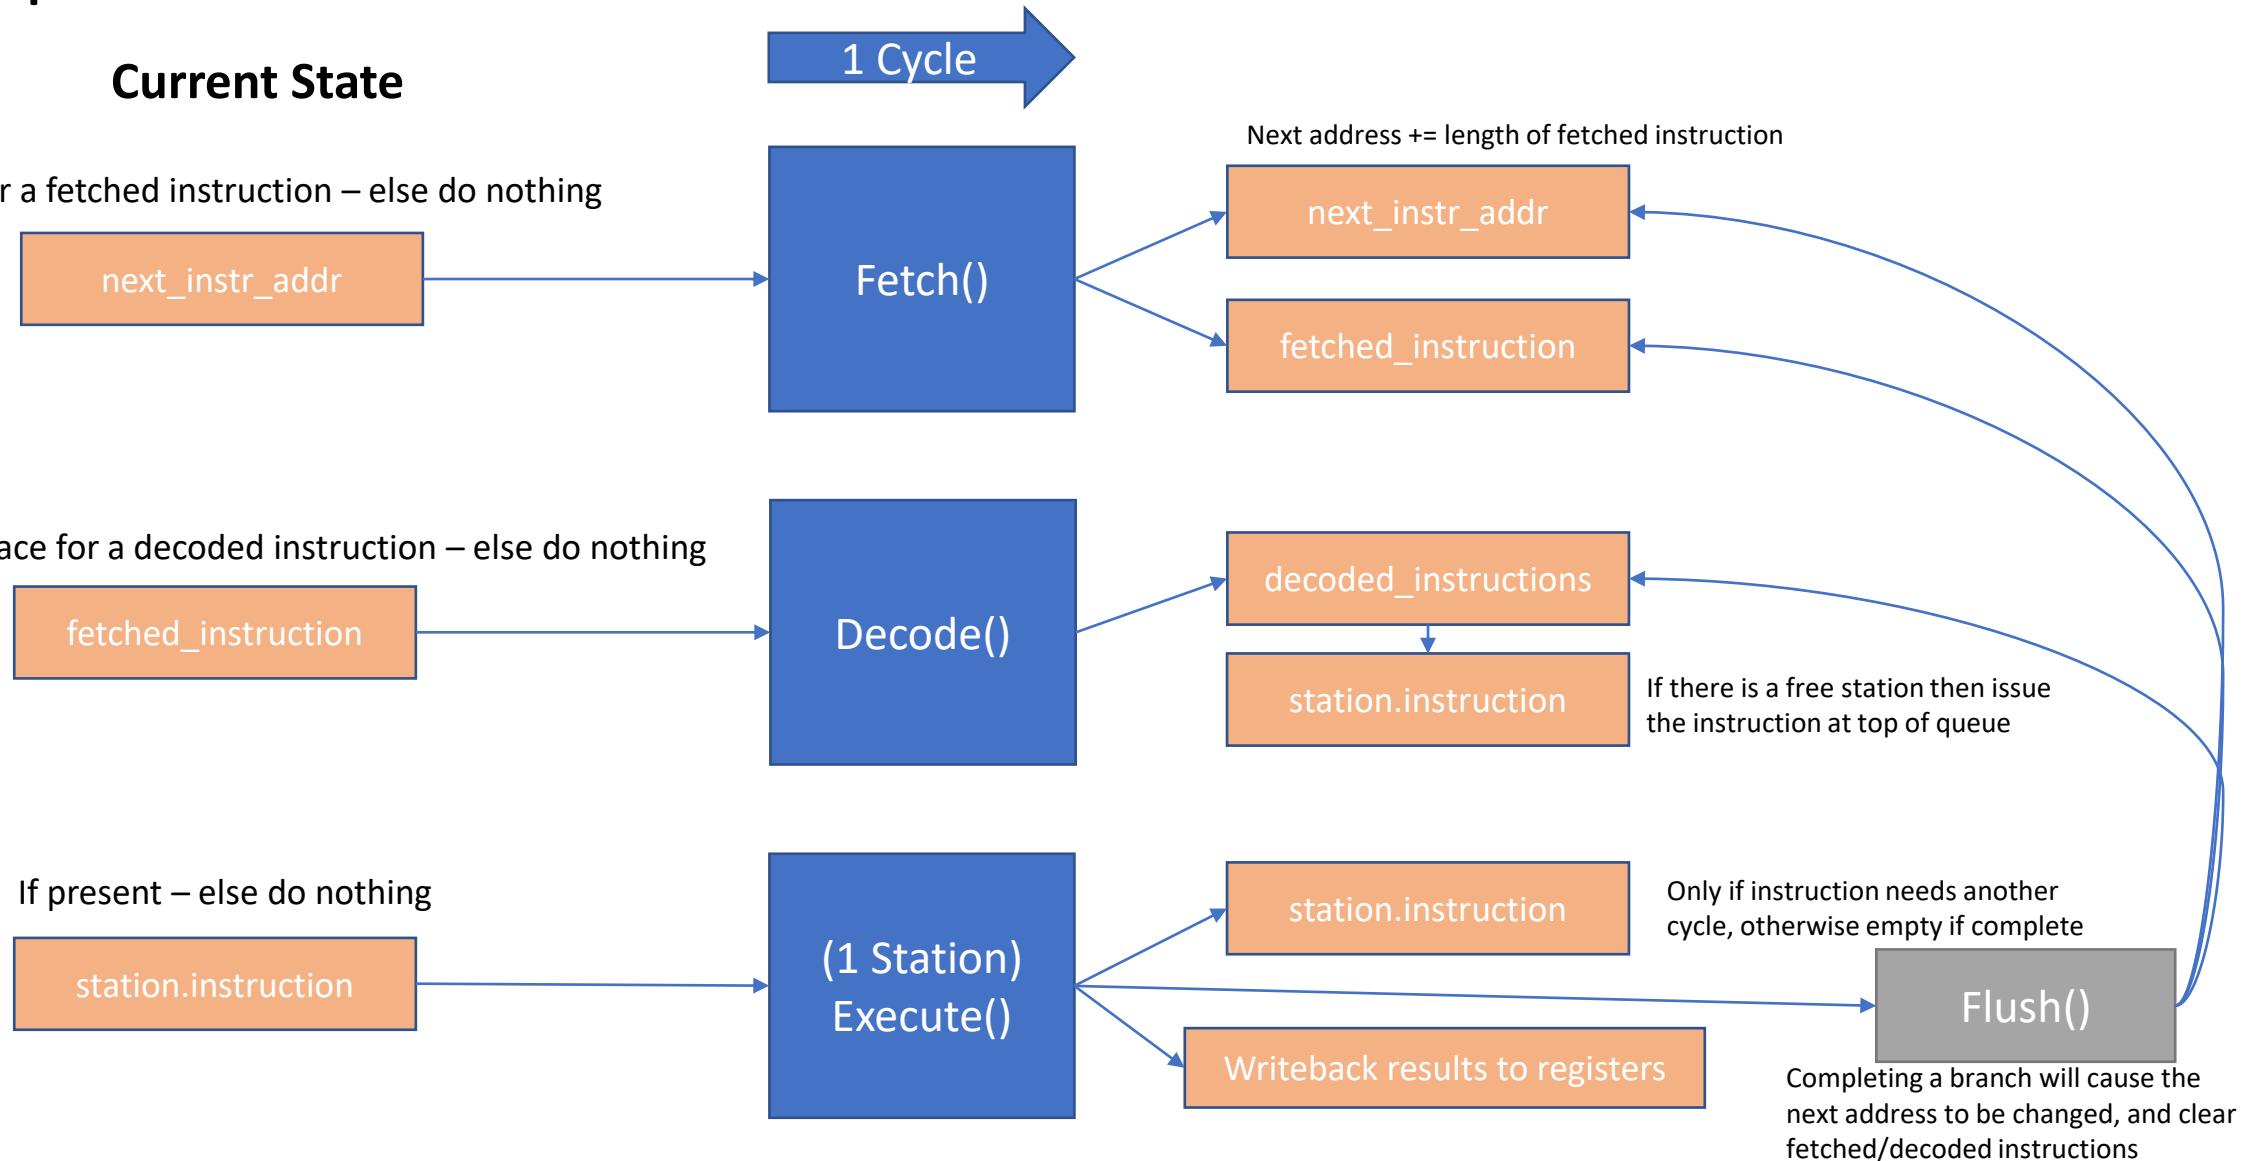 1 Cycle
Current State
Next address += length of fetched instruction
r a fetched instruction – else do nothing
next_instr_addr
Fetch()
next_instr_addr
fetched_instruction
ace for a decoded instruction – else do nothing
fetched_instruction
Decode()
decoded_instructions
station.instruction
If there is a free station then issue
the instruction at top of queue
If present – else do nothing
station.instruction
(1 Station)
Execute()
station.instruction
Only if instruction needs another
cycle, otherwise empty if complete
Writeback results to registers
Flush()
Completing a branch will cause the
next address to be changed, and clear
fetched/decoded instructions